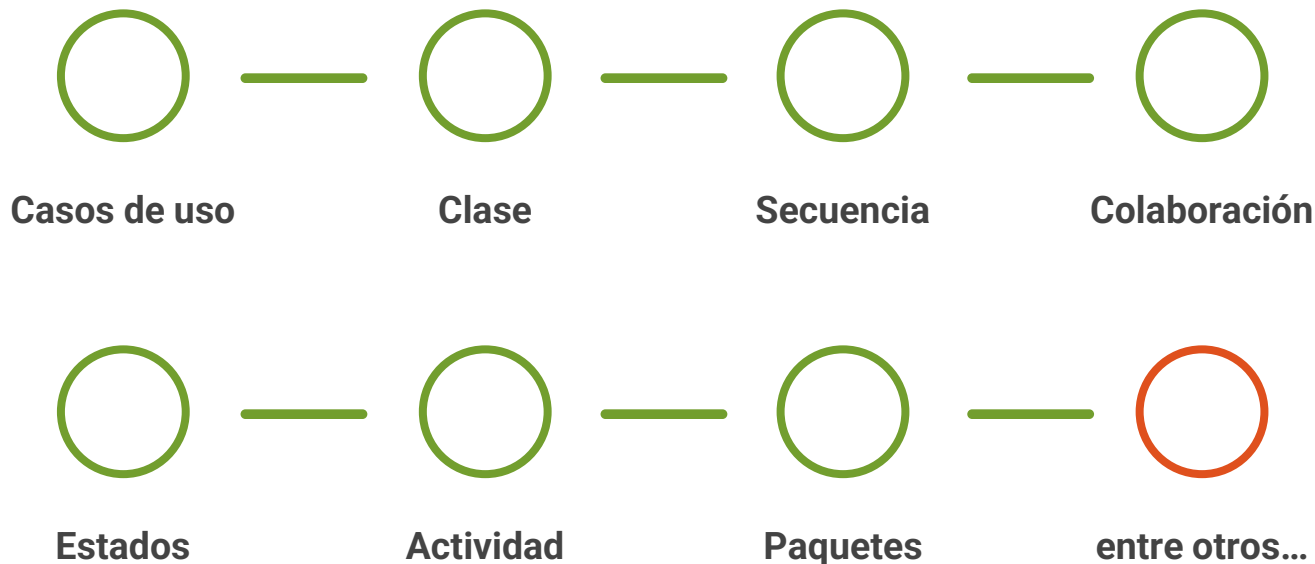 Casos de uso
Clase
Secuencia
Colaboración
Estados
Actividad
Paquetes
entre otros...